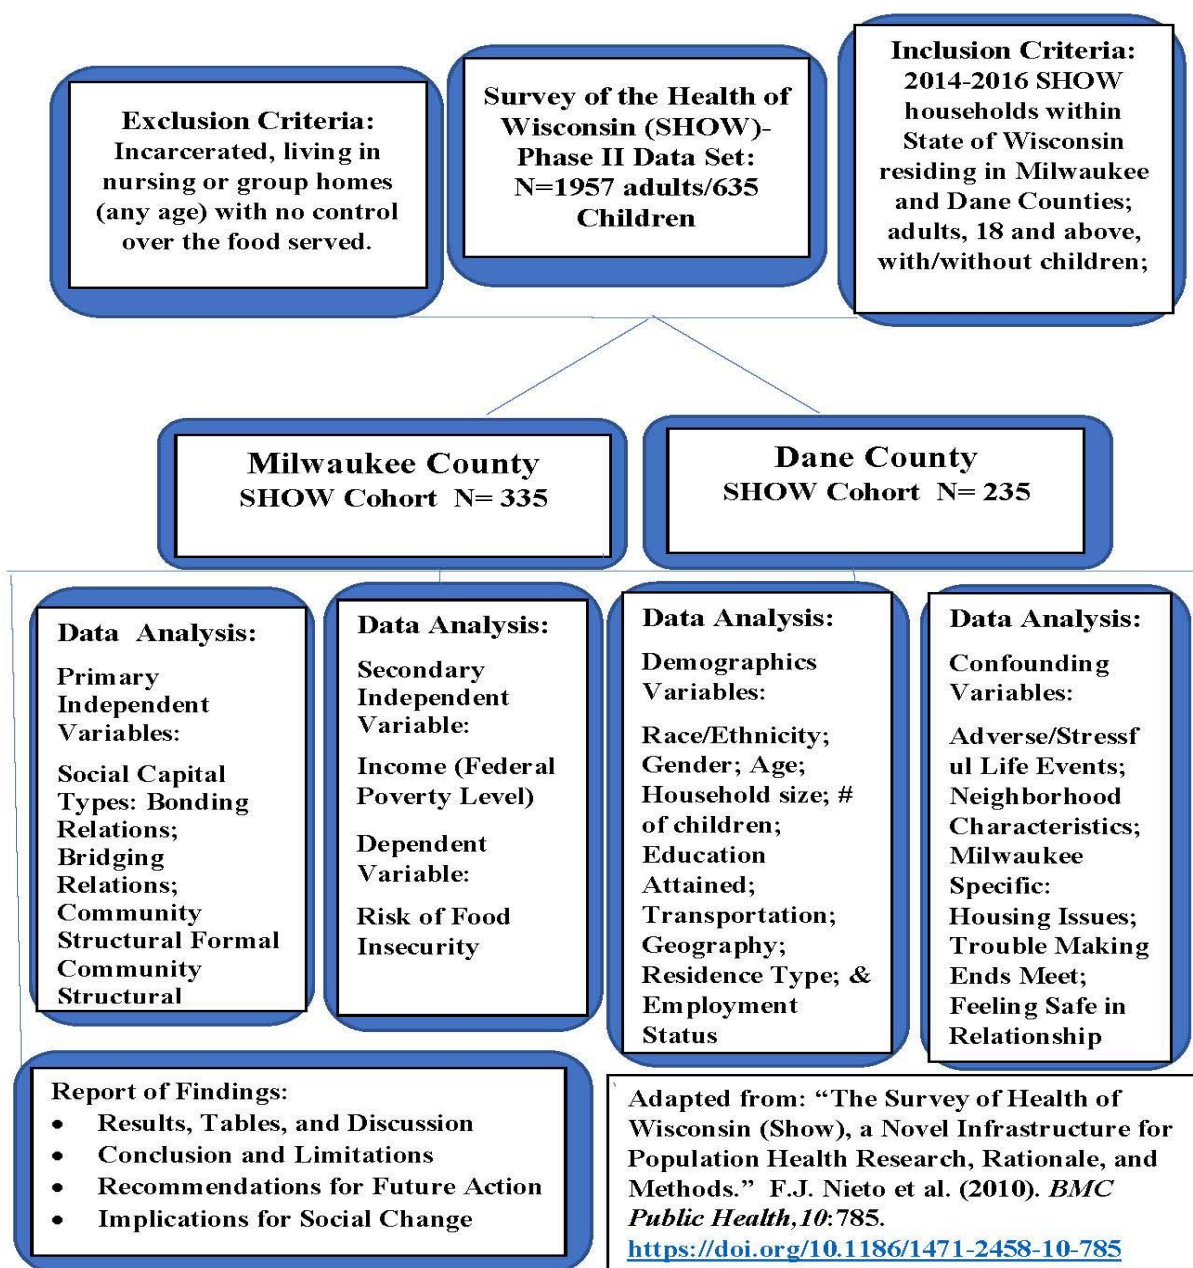 Exclusion Criteria:
Incarcerated, living in
nursing or group homes
(any age) with no control
over the food served.
Survey of the Health of
Wisconsin (SHOW)-
Phase II Data Set:
N=1957 adults/635
Children
Inclusion Criteria:
2014-2016 SHOW
households within
State of Wisconsin
residing in Milwaukee
and Dane Counties;
adults, 18 and above,
with/without children;
Milwaukee County
SHOW Cohort N= 335
Dane County
SHOW Cohort N= 235
Data Analysis:
Primary
Independent
Variables:
Social Capital
Types: Bonding
Relations;
Bridging
Relations;
Community
Structural Formal
Community
Structural
Data Analysis:
Secondary
Independent
Variable:
Income (Federal
Poverty Level)
Dependent
Variable:
Risk of Food
Insecurity
Data Analysis:
Demographics
Variables:
Race/Ethnicity;
Gender; Age;
Household size; #
of children;
Education
Attained;
Transportation;
Geography;
Residence Type; &
Employment
Status
Data Analysis:
Confounding
Variables:
Adverse/Stressf
ul Life Events;
Neighborhood
Characteristics;
Milwaukee
Specific:
Housing Issues;
Trouble Making
Ends Meet;
Feeling Safe in
Relationship
Report of Findings:
• Results, Tables, and Discussion
• Conclusion and Limitations
• Recommendations for Future Action
• Implications for Social Change
Adapted from: “The Survey of Health of
Wisconsin (Show), a Novel Infrastructure for
Population Health Research, Rationale, and
Methods.” F.J. Nieto et al. (2010). BMC
Public Health,10:785.
https://doi.org/10.1186/1471-2458-10-785